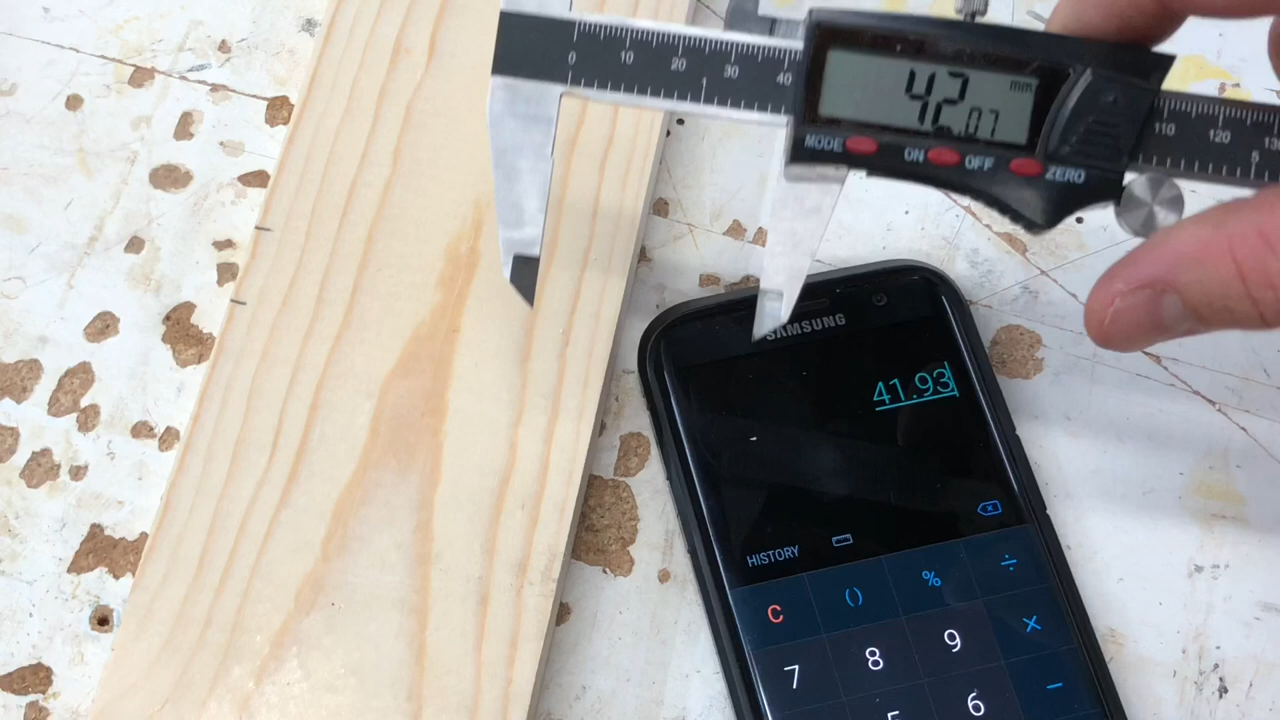 0 10 20 30 40
42.07 mm
MODE ON OFF ZERO
110 120
5
SAMSUNG
41.93
HISTORY
C () % ÷
7 8 9 ×
6 −